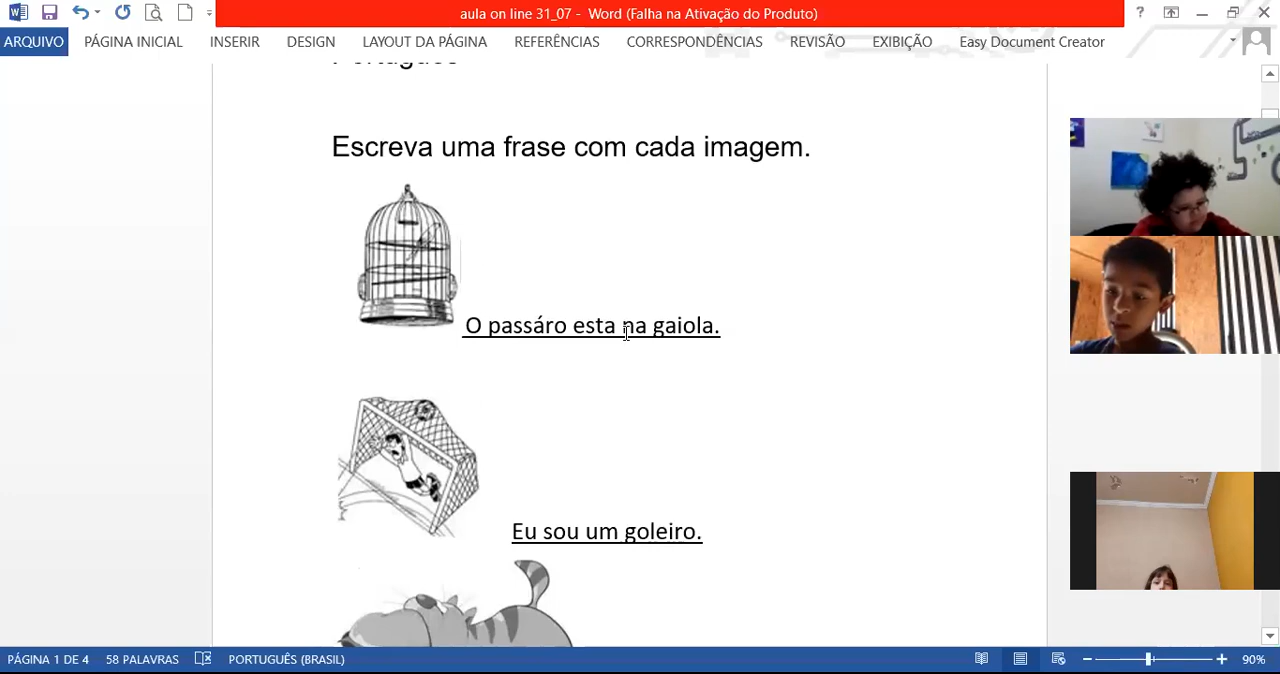 aula on line 31_07 - Word (Falha na Ativação do Produto)
ARQUIVO PÁGINA INICIAL INSERIR DESIGN LAYOUT DA PÁGINA REFERÊNCIAS CORRESPONDÊNCIAS REVISÃO EXIBIÇÃO Easy Document Creator
Português
Escreva uma frase com cada imagem.
O passáro esta na gaiola.
Eu sou um goleiro.
PÁGINA 1 DE 4 58 PALAVRAS PORTUGUÊS (BRASIL) 90%